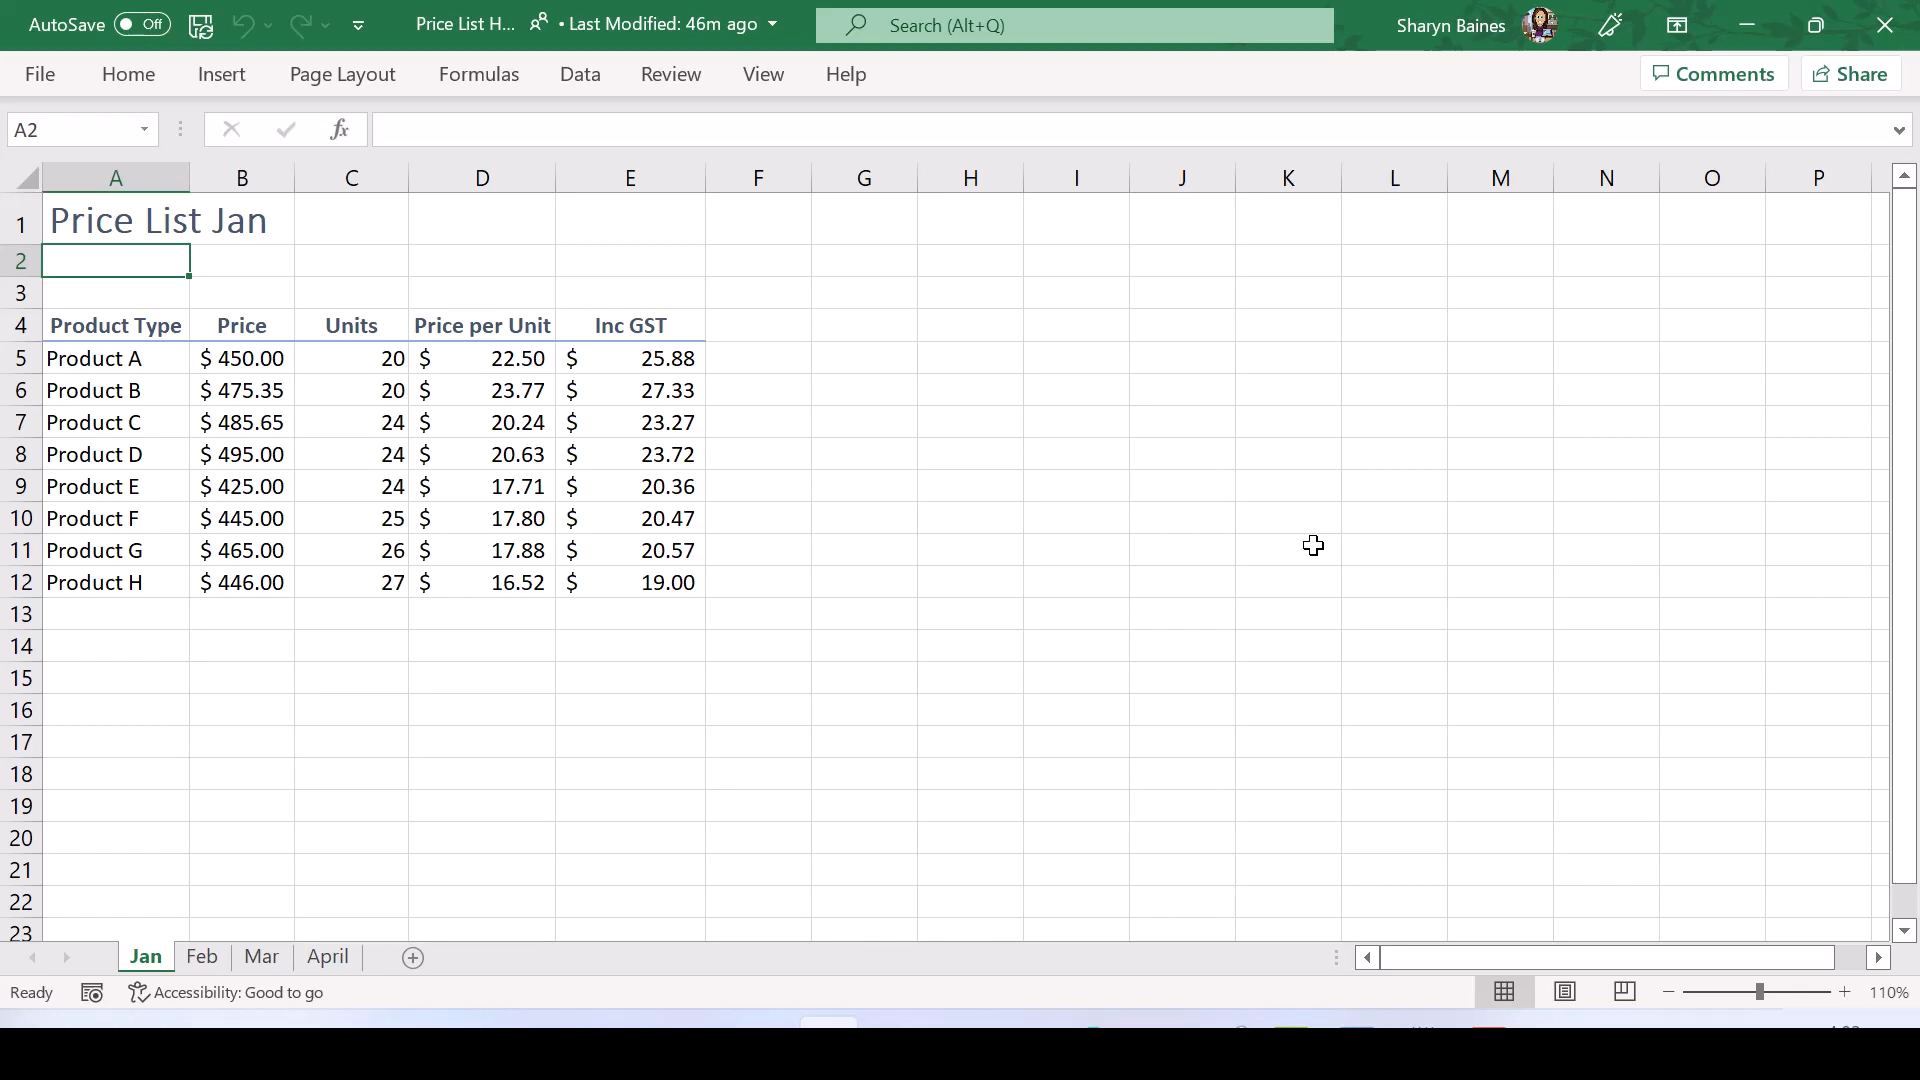 AutoSave Off Price List H... • Last Modified: 46m ago Search (Alt+Q) Sharyn Baines
File Home Insert Page Layout Formulas Data Review View Help Comments Share
A2 fx
A B C D E F G H I J K L M N O P
1 Price List Jan
2
3
4 Product Type Price Units Price per Unit Inc GST
5 Product A $ 450.00 20 $ 22.50 $ 25.88
6 Product B $ 475.35 20 $ 23.77 $ 27.33
7 Product C $ 485.65 24 $ 20.24 $ 23.27
8 Product D $ 495.00 24 $ 20.63 $ 23.72
9 Product E $ 425.00 24 $ 17.71 $ 20.36
10 Product F $ 445.00 25 $ 17.80 $ 20.47
11 Product G $ 465.00 26 $ 17.88 $ 20.57
12 Product H $ 446.00 27 $ 16.52 $ 19.00
13
14
15
16
17
18
19
20
21
22
23
Jan Feb Mar April
Ready Accessibility: Good to go 110%